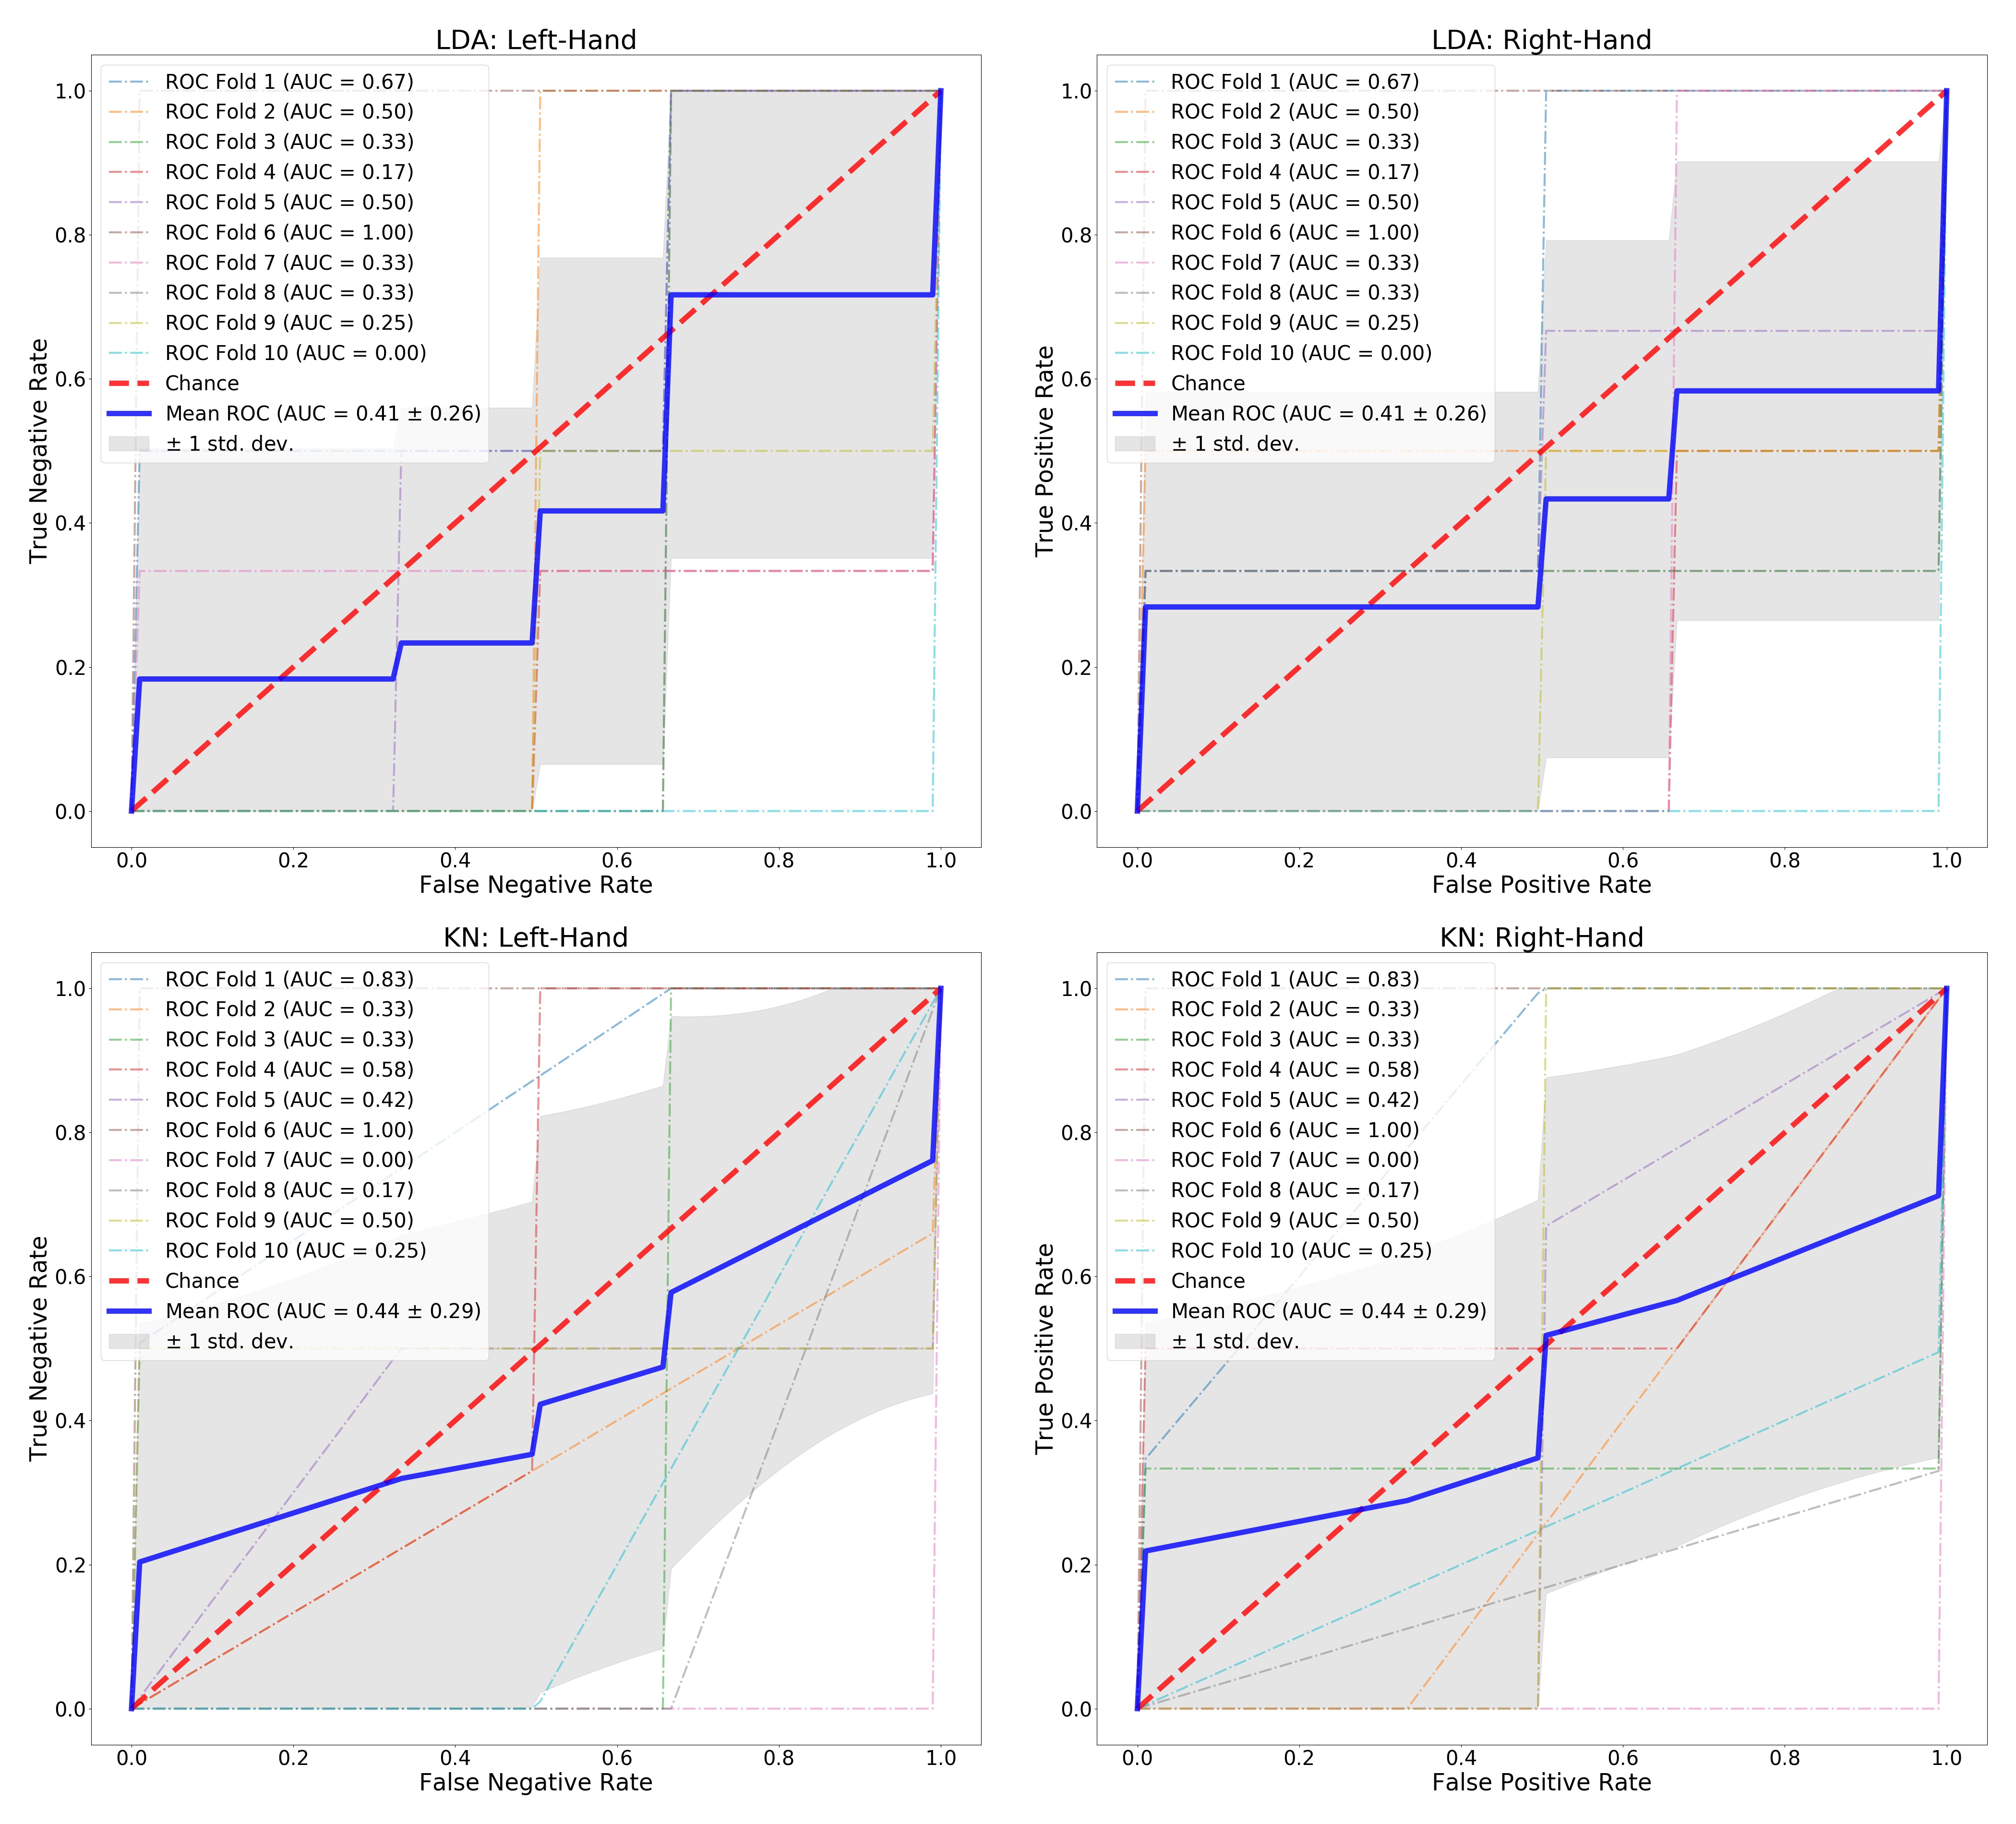 LDA: Left-Hand
ROC Fold 1 (AUC = 0.67)
ROC Fold 2 (AUC = 0.50)
ROC Fold 3 (AUC = 0.33)
ROC Fold 4 (AUC = 0.17)
ROC Fold 5 (AUC = 0.50)
ROC Fold 6 (AUC = 1.00)
ROC Fold 7 (AUC = 0.33)
ROC Fold 8 (AUC = 0.33)
ROC Fold 9 (AUC = 0.25)
ROC Fold 10 (AUC = 0.00)
Chance
Mean ROC (AUC = 0.41 ± 0.26)
± 1 std. dev.
True Negative Rate
1.0
0.8
0.6
0.4
0.2
0.0
0.0 0.2 0.4 0.6 0.8 1.0
False Negative Rate
LDA: Right-Hand
ROC Fold 1 (AUC = 0.67)
ROC Fold 2 (AUC = 0.50)
ROC Fold 3 (AUC = 0.33)
ROC Fold 4 (AUC = 0.17)
ROC Fold 5 (AUC = 0.50)
ROC Fold 6 (AUC = 1.00)
ROC Fold 7 (AUC = 0.33)
ROC Fold 8 (AUC = 0.33)
ROC Fold 9 (AUC = 0.25)
ROC Fold 10 (AUC = 0.00)
Chance
Mean ROC (AUC = 0.41 ± 0.26)
± 1 std. dev.
True Positive Rate
1.0
0.8
0.6
0.4
0.2
0.0
0.0 0.2 0.4 0.6 0.8 1.0
False Positive Rate
KN: Left-Hand
ROC Fold 1 (AUC = 0.83)
ROC Fold 2 (AUC = 0.33)
ROC Fold 3 (AUC = 0.33)
ROC Fold 4 (AUC = 0.58)
ROC Fold 5 (AUC = 0.42)
ROC Fold 6 (AUC = 1.00)
ROC Fold 7 (AUC = 0.00)
ROC Fold 8 (AUC = 0.17)
ROC Fold 9 (AUC = 0.50)
ROC Fold 10 (AUC = 0.25)
Chance
Mean ROC (AUC = 0.44 ± 0.29)
± 1 std. dev.
True Negative Rate
1.0
0.8
0.6
0.4
0.2
0.0
0.0 0.2 0.4 0.6 0.8 1.0
False Negative Rate
KN: Right-Hand
ROC Fold 1 (AUC = 0.83)
ROC Fold 2 (AUC = 0.33)
ROC Fold 3 (AUC = 0.33)
ROC Fold 4 (AUC = 0.58)
ROC Fold 5 (AUC = 0.42)
ROC Fold 6 (AUC = 1.00)
ROC Fold 7 (AUC = 0.00)
ROC Fold 8 (AUC = 0.17)
ROC Fold 9 (AUC = 0.50)
ROC Fold 10 (AUC = 0.25)
Chance
Mean ROC (AUC = 0.44 ± 0.29)
± 1 std. dev.
True Positive Rate
1.0
0.8
0.6
0.4
0.2
0.0
0.0 0.2 0.4 0.6 0.8 1.0
False Positive Rate